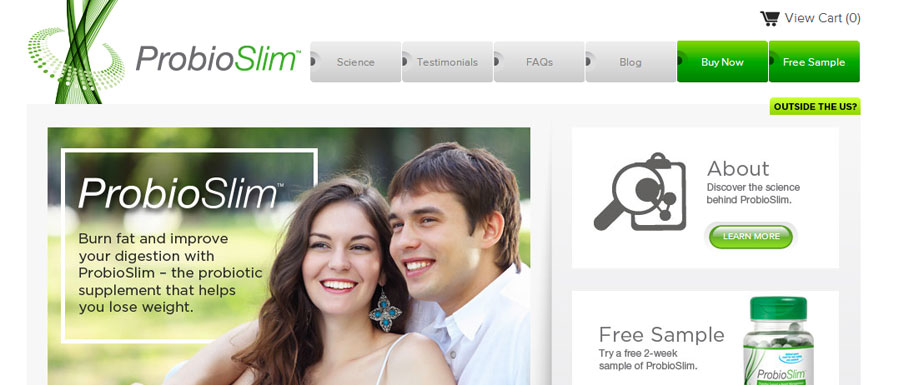 View Cart (0)
ProbioSlim™
Science
Testimonials
FAQs
Blog
Buy Now
Free Sample
OUTSIDE THE US?
ProbioSlim™
Burn fat and improve
your digestion with
ProbioSlim – the probiotic
supplement that helps
you lose weight.
About
Discover the science
behind ProbioSlim.
LEARN MORE
Free Sample
Try a free 2-week
sample of ProbioSlim.
ProbioSlim